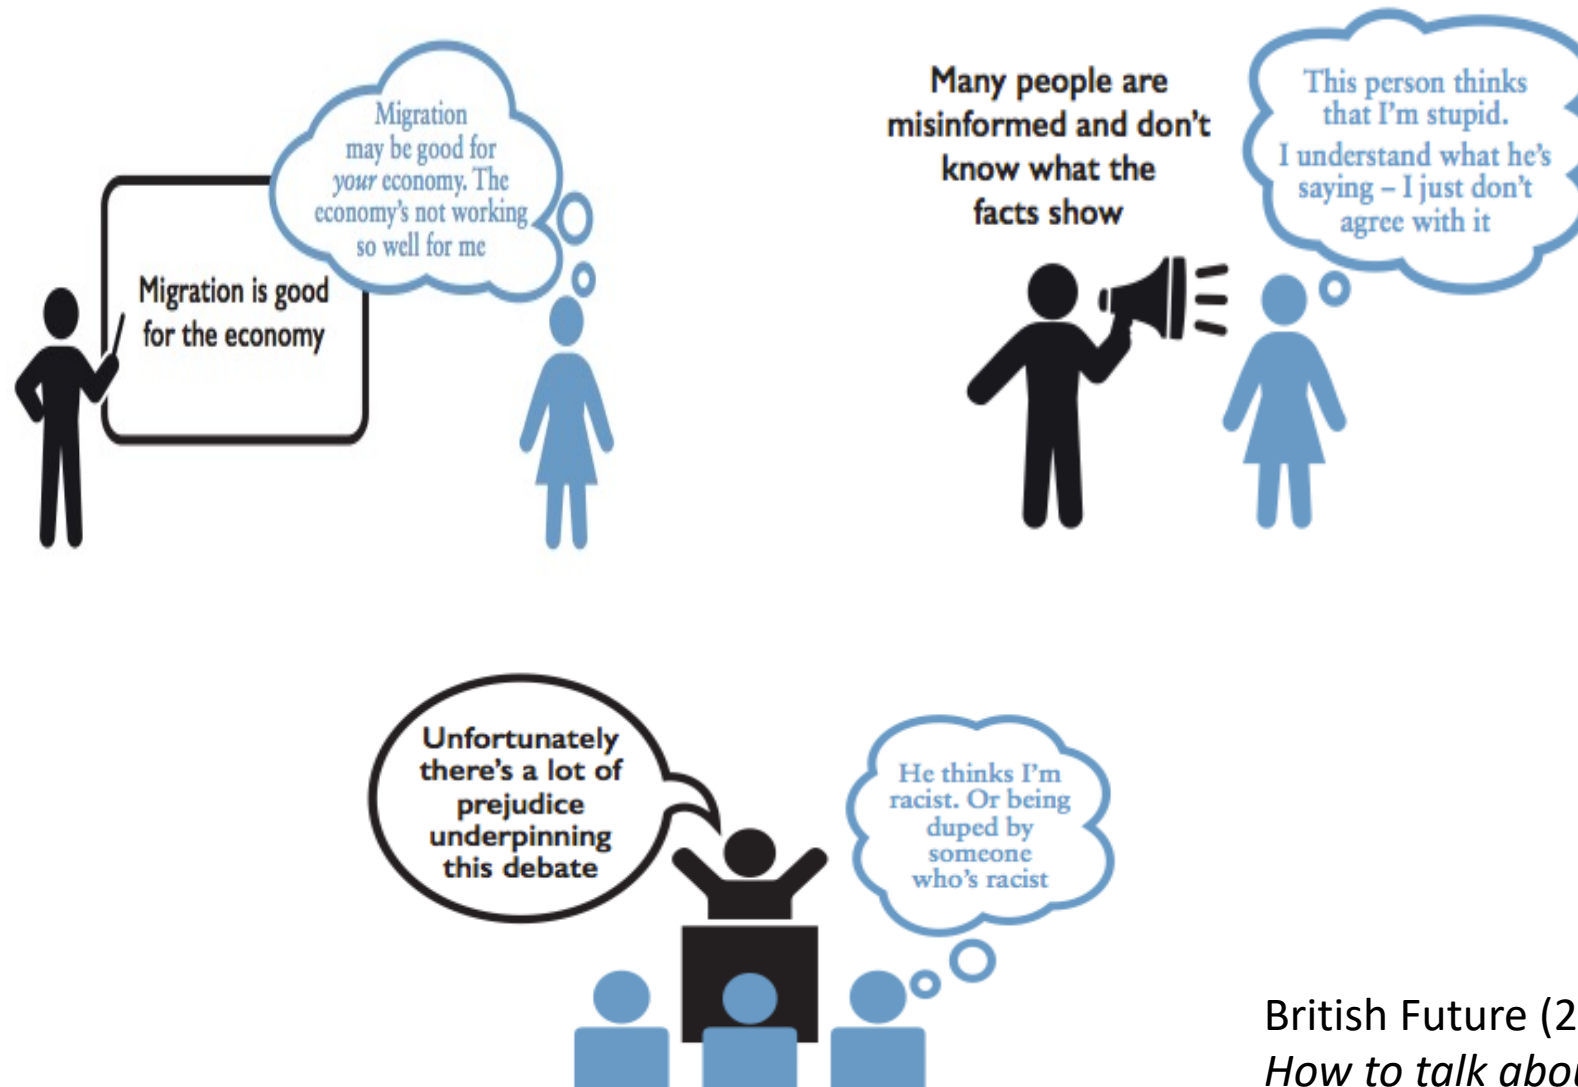 Migration
may be good for
your economy. The
economy's not working
so well for me
Migration is good
for the economy
Many people are
misinformed and don't
know what the
facts show
This person thinks
that I'm stupid.
I understand what he's
saying – I just don't
agree with it
Unfortunately
there's a lot of
prejudice
underpinning
this debate
He thinks I'm
racist. Or being
duped by
someone
who's racist
British Future (2
How to talk abou